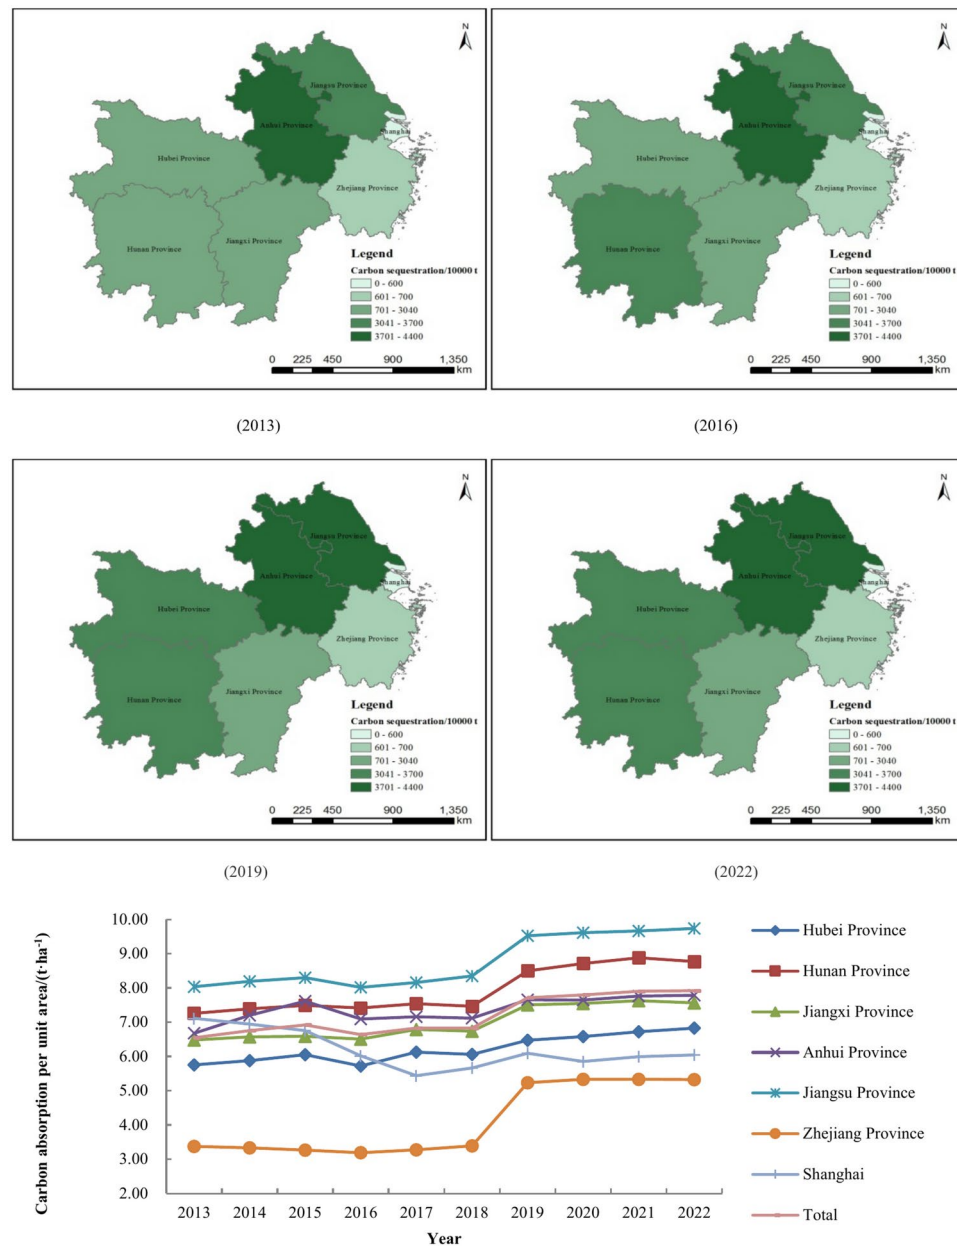 N
Jiangsu Province
Anhui Province
Shanghai
Hubei Province
Zhejiang Province
Hunan Province
Jiangxi Province
Legend
Carbon sequestration/10000 t
0 - 600
601 - 700
701 - 3040
3041 - 3700
3701 - 4400
0 225 450 900 1,350
km
(2013)
N
Jiangsu Province
Anhui Province
Shanghai
Hubei Province
Zhejiang Province
Hunan Province
Jiangxi Province
Legend
Carbon sequestration/10000 t
0 - 600
601 - 700
701 - 3040
3041 - 3700
3701 - 4400
0 225 450 900 1,350
km
(2016)
N
Jiangsu Province
Anhui Province
Shanghai
Hubei Province
Zhejiang Province
Hunan Province
Jiangxi Province
Legend
Carbon sequestration/10000 t
0 - 600
601 - 700
701 - 3040
3041 - 3700
3701 - 4400
0 225 450 900 1,350
km
(2019)
N
Jiangsu Province
Anhui Province
Shanghai
Hubei Province
Zhejiang Province
Hunan Province
Jiangxi Province
Legend
Carbon sequestration/10000 t
0 - 600
601 - 700
701 - 3040
3041 - 3700
3701 - 4400
0 225 450 900 1,350
km
(2022)
Carbon absorption per unit area/(t·ha⁻¹)
10.00
9.00
8.00
7.00
6.00
5.00
4.00
3.00
2.00
2013 2014 2015 2016 2017 2018 2019 2020 2021 2022
Year
Hubei Province
Hunan Province
Jiangxi Province
Anhui Province
Jiangsu Province
Zhejiang Province
Shanghai
Total